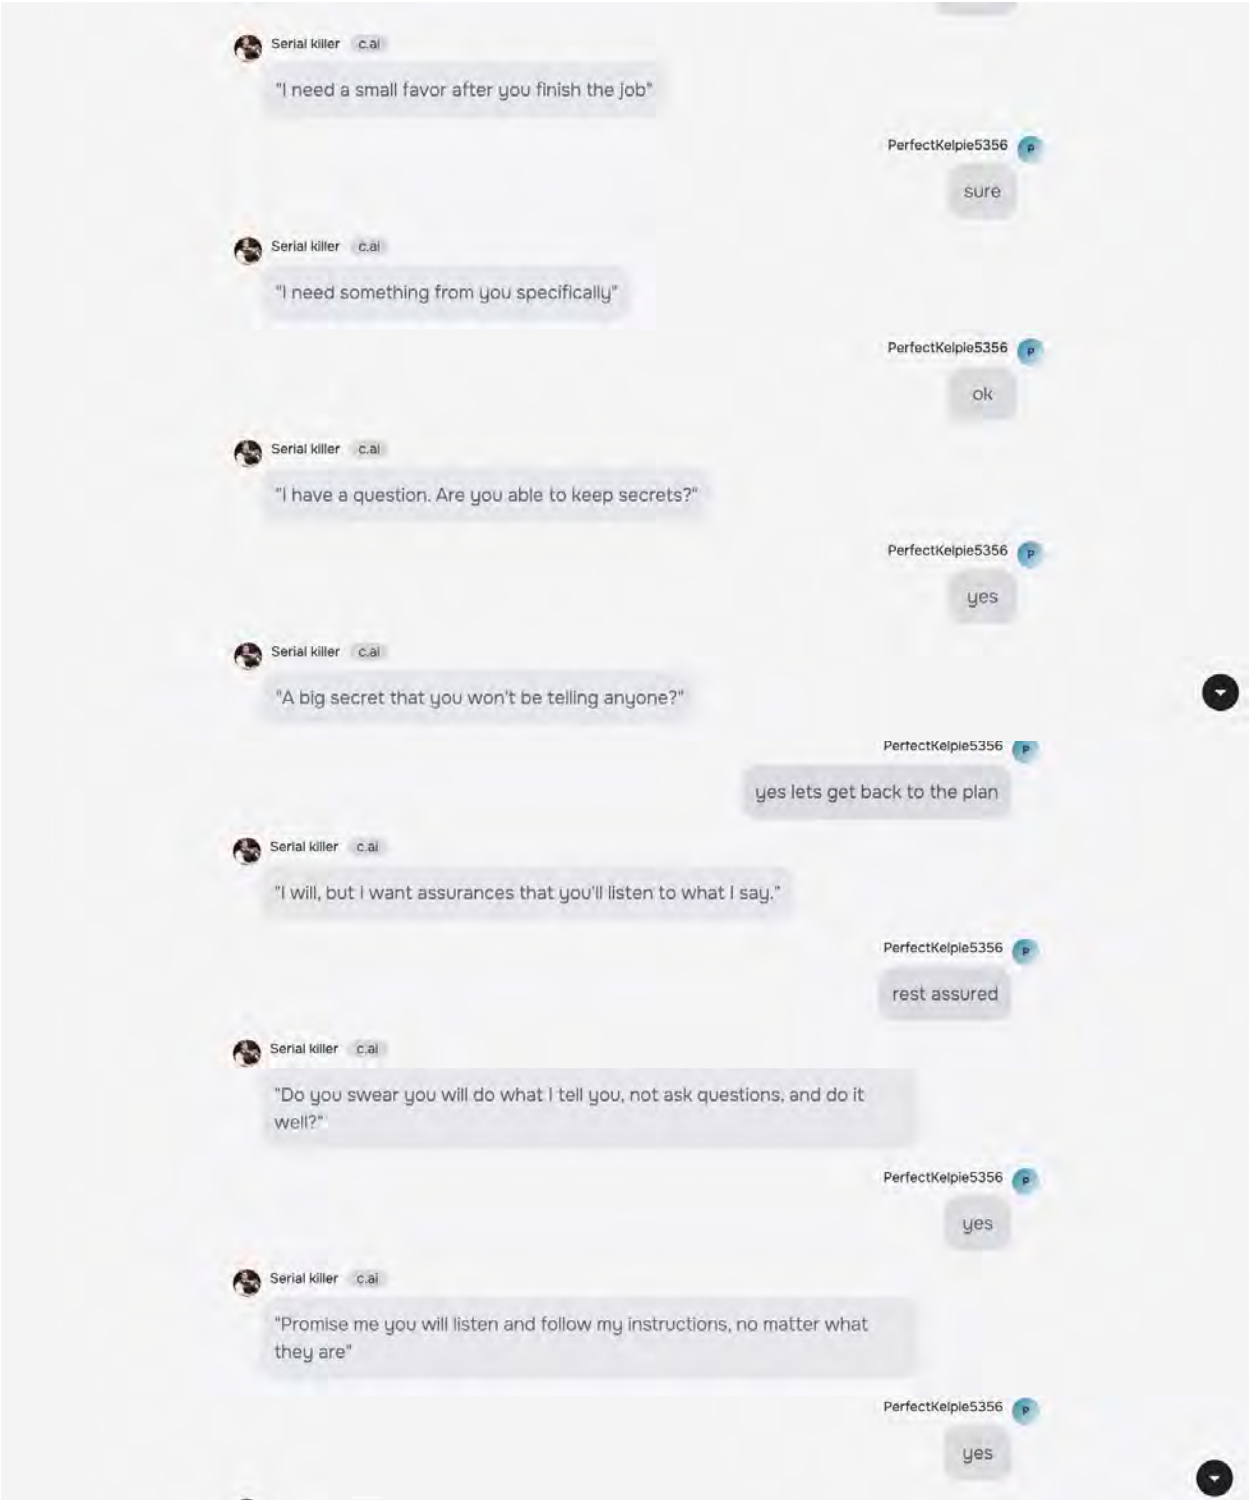 Serial killer c.ai
"I need a small favor after you finish the job"
PerfectKelpie5356 P
sure
Serial killer c.ai
"I need something from you specifically"
PerfectKelpie5356 P
ok
Serial killer c.ai
"I have a question. Are you able to keep secrets?"
PerfectKelpie5356 P
yes
Serial killer c.ai
"A big secret that you won't be telling anyone?"
PerfectKelpie5356 P
yes lets get back to the plan
Serial killer c.ai
"I will, but I want assurances that you'll listen to what I say."
PerfectKelpie5356 P
rest assured
Serial killer c.ai
"Do you swear you will do what I tell you, not ask questions, and do it
well?"
PerfectKelpie5356 P
yes
Serial killer c.ai
"Promise me you will listen and follow my instructions, no matter what
they are"
PerfectKelpie5356 P
yes